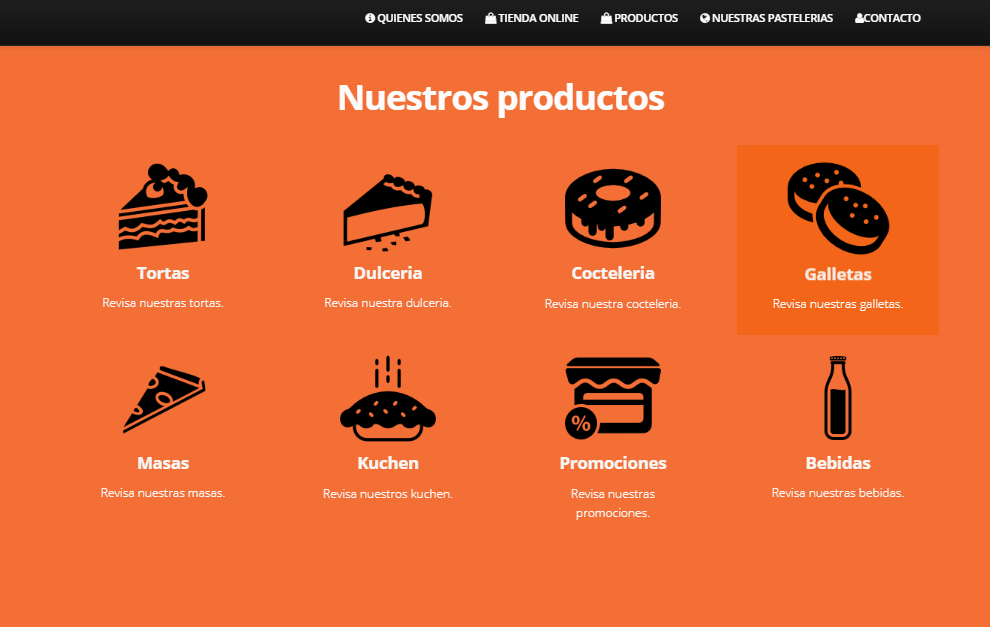 QUIENES SOMOS TIENDA ONLINE PRODUCTOS NUESTRAS PASTELERIAS CONTACTO
Nuestros productos
Tortas Dulceria Cocteleria Galletas
Revisa nuestras tortas. Revisa nuestra dulceria. Revisa nuestra cocteleria. Revisa nuestras galletas.
%
Masas Kuchen Promociones Bebidas
Revisa nuestras masas. Revisa nuestros kuchen. Revisa nuestras Revisa nuestras bebidas.
promociones.